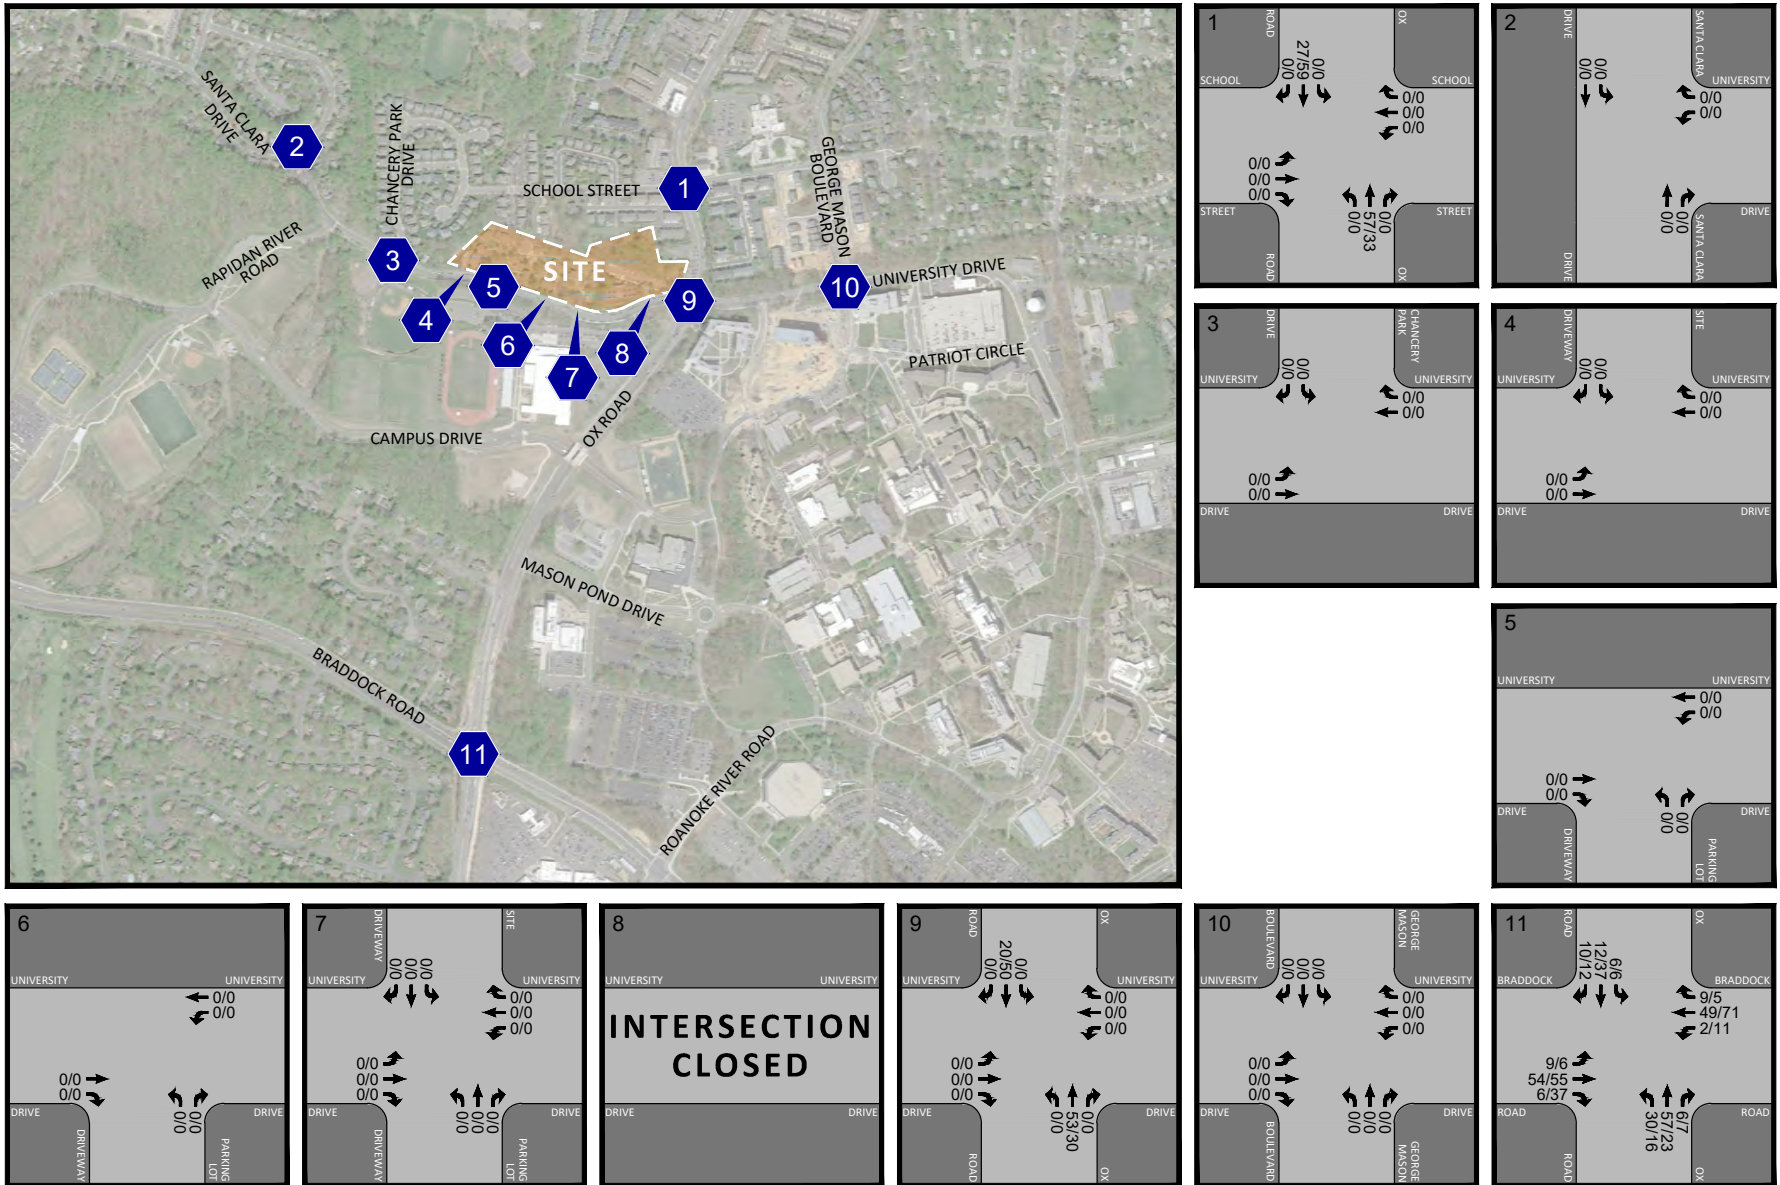 SANTA CLARA
DRIVE
2
CHANCERY PARK
DRIVE
SCHOOL STREET
1
GEORGE MASON
BOULEVARD
RAPIDAN RIVER
ROAD
3
SITE
5
4
9
10
UNIVERSITY DRIVE
6
7
8
PATRIOT CIRCLE
CAMPUS DRIVE
OX ROAD
MASON POND DRIVE
BRADDOCK ROAD
11
ROANOKE RIVER ROAD
1
ROAD
OX
SCHOOL
SCHOOL
0/0
27/59
0/0
0/0
0/0
0/0
0/0
0/0
0/0
STREET
STREET
0/0
57/33
0/0
ROAD
OX
2
DRIVE
SANTA CLARA
UNIVERSITY
0/0
0/0
0/0
0/0
0/0
0/0
DRIVE
DRIVE
SANTA CLARA
3
DRIVE
CHANCERY
PARK
UNIVERSITY
UNIVERSITY
0/0
0/0
0/0
0/0
0/0
0/0
DRIVE
DRIVE
4
DRIVEWAY
SITE
UNIVERSITY
UNIVERSITY
0/0
0/0
0/0
0/0
0/0
0/0
DRIVE
DRIVE
5
UNIVERSITY
UNIVERSITY
0/0
0/0
0/0
0/0
0/0
0/0
DRIVE
DRIVE
DRIVEWAY
PARKING
LOT
6
UNIVERSITY
UNIVERSITY
0/0
0/0
0/0
0/0
0/0
0/0
DRIVE
DRIVE
DRIVEWAY
PARKING
LOT
7
DRIVEWAY
SITE
UNIVERSITY
UNIVERSITY
0/0
0/0
0/0
0/0
0/0
0/0
0/0
0/0
0/0
0/0
0/0
0/0
DRIVE
DRIVE
DRIVEWAY
PARKING
LOT
8
UNIVERSITY
UNIVERSITY
INTERSECTION
CLOSED
DRIVE
DRIVE
9
ROAD
OX
UNIVERSITY
UNIVERSITY
0/0
20/50
0/0
0/0
0/0
0/0
0/0
0/0
0/0
0/0
53/30
0/0
DRIVE
DRIVE
ROAD
OX
10
BOULEVARD
GEORGE
MASON
UNIVERSITY
UNIVERSITY
0/0
0/0
0/0
0/0
0/0
0/0
0/0
0/0
0/0
0/0
0/0
0/0
DRIVE
DRIVE
BOULEVARD
GEORGE
MASON
11
ROAD
OX
BRADDOCK
BRADDOCK
10/12
12/37
6/6
9/5
49/71
2/11
9/6
54/55
6/37
30/16
57/23
6/7
ROAD
ROAD
ROAD
OX